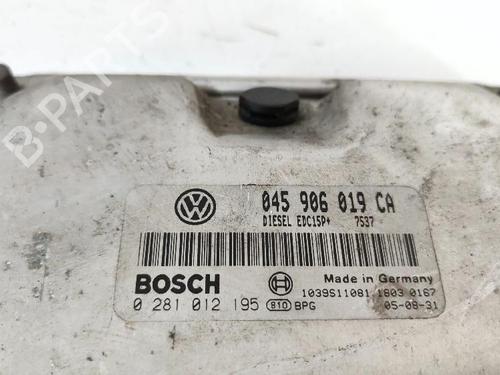 B-PARTS
045 906 019 CA
DIESEL EDC15P+ 7537
BOSCH
Made in Germany
1039S11081 1803 0167
0 281 012 195 810 BPG 05-08-31